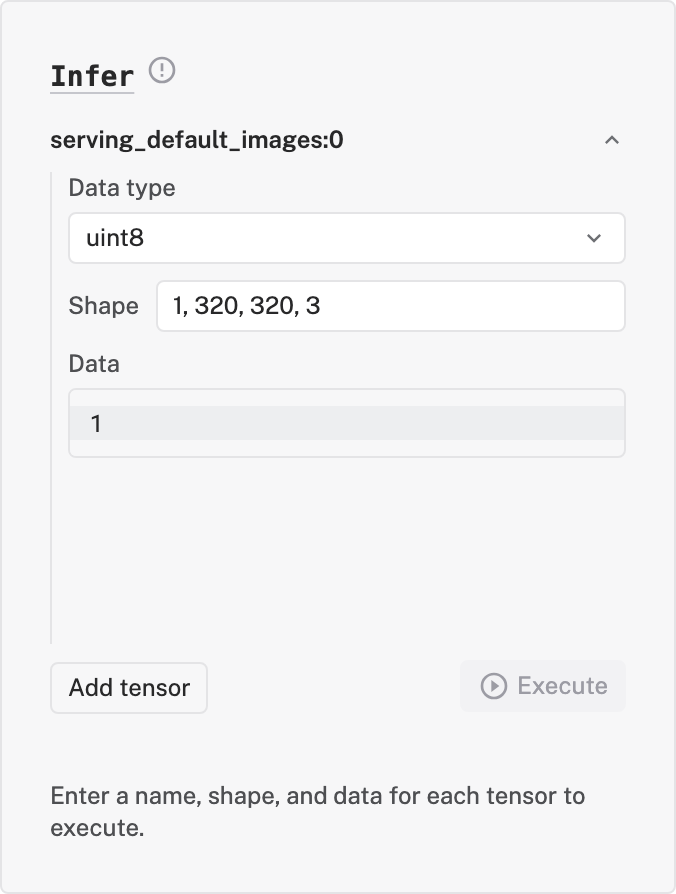 Infer
serving_default_images:0
Data type
uint8
Shape 1, 320, 320, 3
Data
1
Add tensor
Execute
Enter a name, shape, and data for each tensor to
execute.